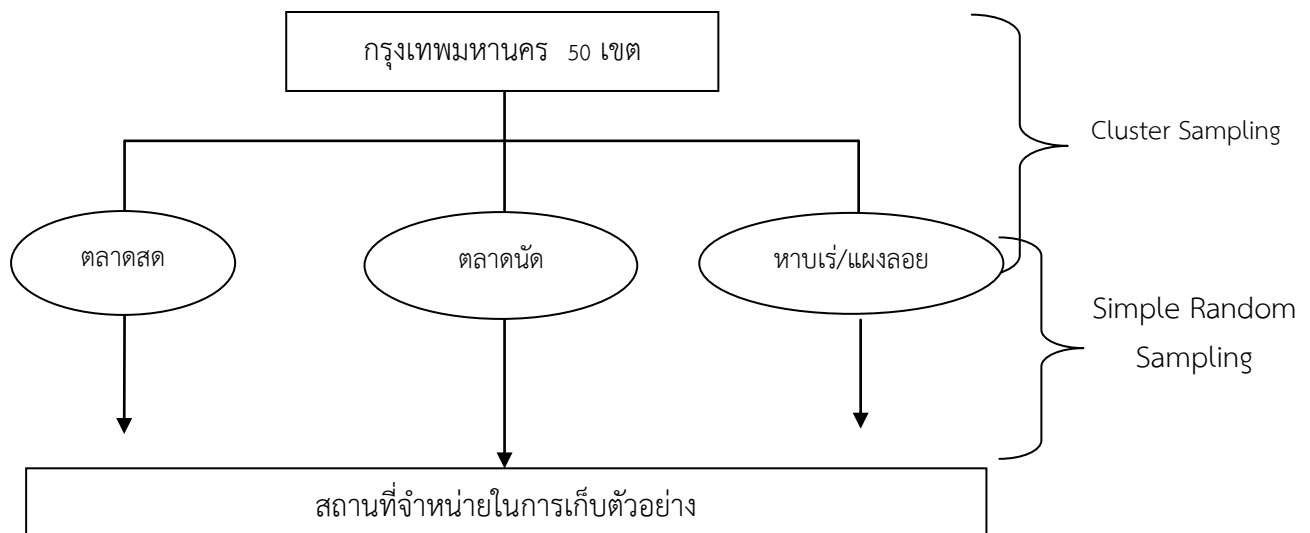 กรุงเทพมหานคร 50 เขต
Cluster Sampling
ตลาดสด
ตลาดนัด
หาบเร่/แผงลอย
Simple Random
Sampling
สถานที่จำหน่ายในการเก็บตัวอย่าง